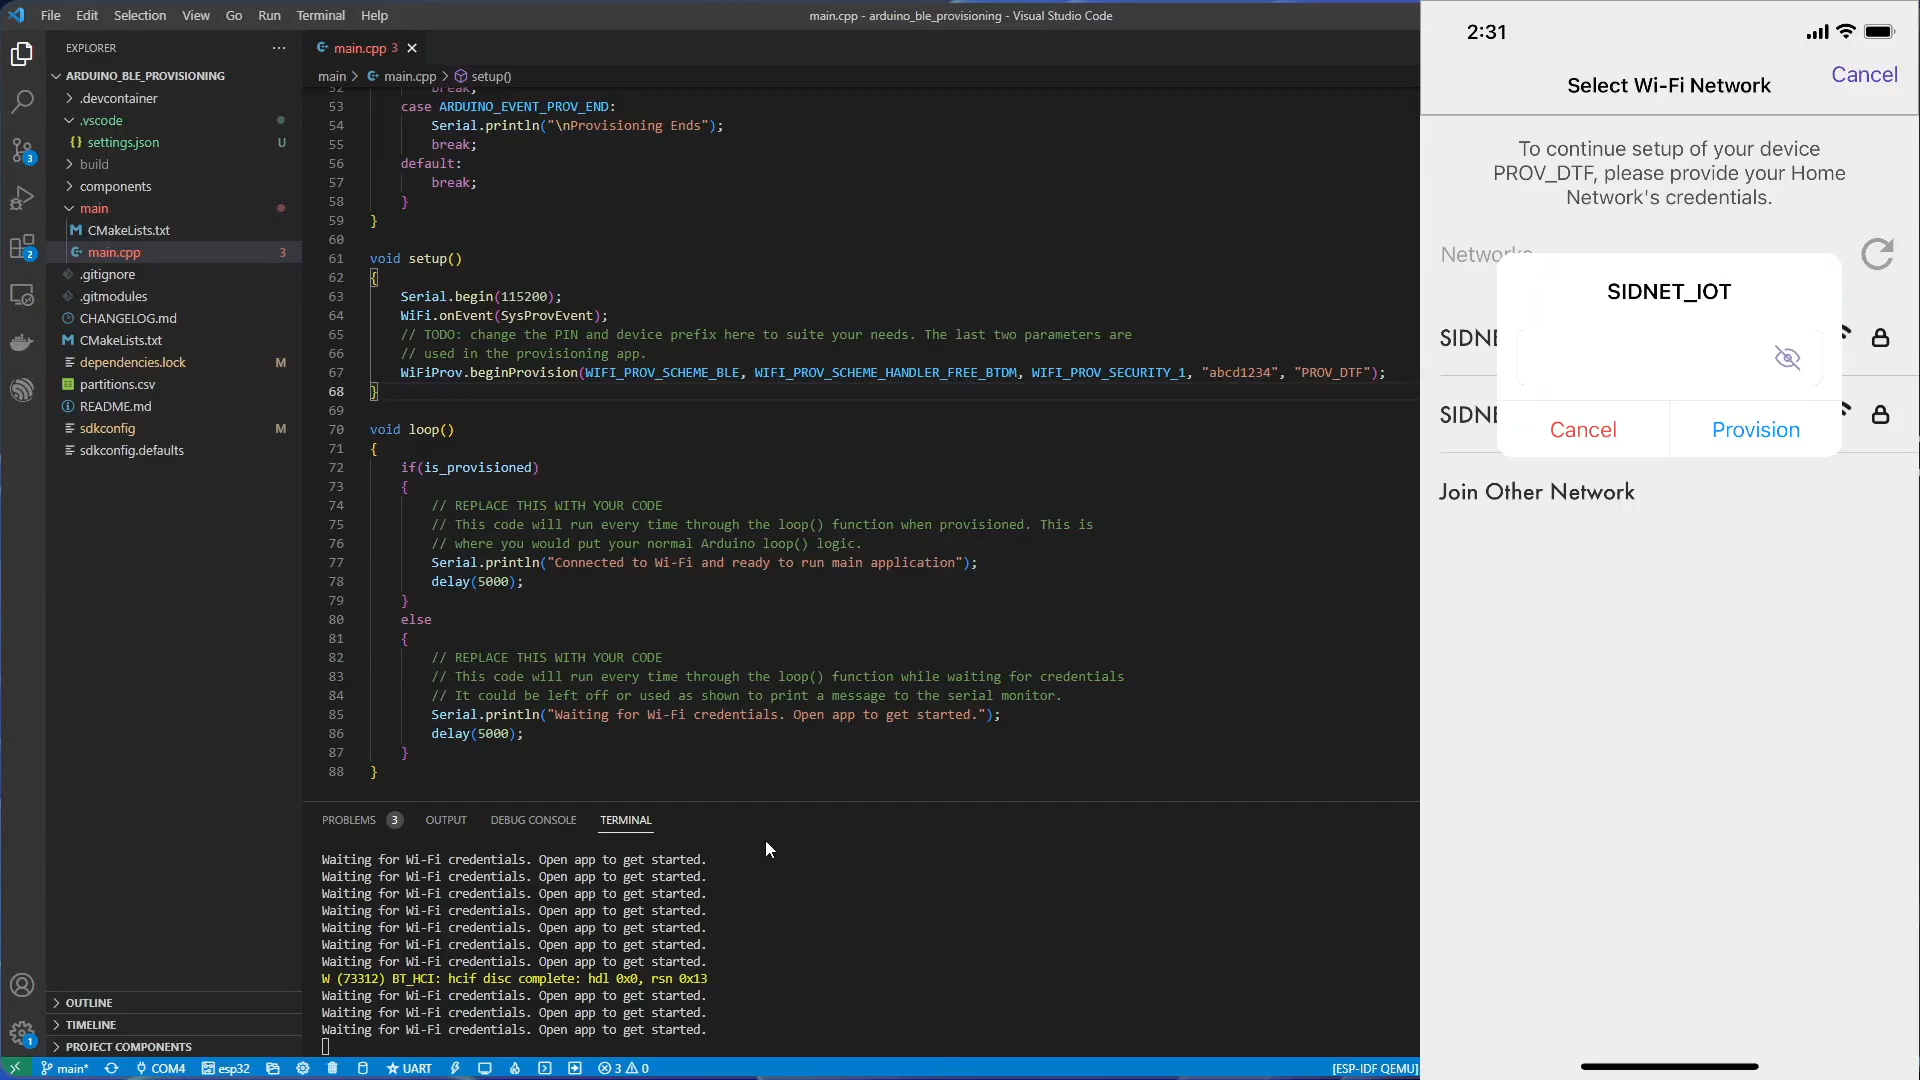 File Edit Selection View Go Run Terminal Help
main.cpp - arduino_ble_provisioning - Visual Studio Code
EXPLORER
ARDUINO_BLE_PROVISIONING
.devcontainer
.vscode
settings.json U
build
components
main
CMakeLists.txt
main.cpp 3
.gitignore
.gitmodules
CHANGELOG.md
CMakeLists.txt
dependencies.lock M
partitions.csv
README.md
sdkconfig M
sdkconfig.defaults
OUTLINE
TIMELINE
PROJECT COMPONENTS
3
2
1
main.cpp 3
main > main.cpp > setup()
52 break;
53 case ARDUINO_EVENT_PROV_END:
54 Serial.println("\nProvisioning Ends");
55 break;
56 default:
57 break;
58 }
59 }
60
61 void setup()
62 {
63 Serial.begin(115200);
64 WiFi.onEvent(SysProvEvent);
65 // TODO: change the PIN and device prefix here to suite your needs. The last two parameters are
66 // used in the provisioning app.
67 WiFiProv.beginProvision(WIFI_PROV_SCHEME_BLE, WIFI_PROV_SCHEME_HANDLER_FREE_BTDM, WIFI_PROV_SECURITY_1, "abcd1234", "PROV_DTF");
68 }
69
70 void loop()
71 {
72 if(is_provisioned)
73 {
74 // REPLACE THIS WITH YOUR CODE
75 // This code will run every time through the loop() function when provisioned. This is
76 // where you would put your normal Arduino loop() logic.
77 Serial.println("Connected to Wi-Fi and ready to run main application");
78 delay(5000);
79 }
80 else
81 {
82 // REPLACE THIS WITH YOUR CODE
83 // This code will run every time through the loop() function while waiting for credentials
84 // It could be left off or used as shown to print a message to the serial monitor.
85 Serial.println("Waiting for Wi-Fi credentials. Open app to get started.");
86 delay(5000);
87 }
88 }
PROBLEMS 3 OUTPUT DEBUG CONSOLE TERMINAL
Waiting for Wi-Fi credentials. Open app to get started.
Waiting for Wi-Fi credentials. Open app to get started.
Waiting for Wi-Fi credentials. Open app to get started.
Waiting for Wi-Fi credentials. Open app to get started.
Waiting for Wi-Fi credentials. Open app to get started.
Waiting for Wi-Fi credentials. Open app to get started.
Waiting for Wi-Fi credentials. Open app to get started.
W (73312) BT_HCI: hcif disc complete: hdl 0x0, rsn 0x13
Waiting for Wi-Fi credentials. Open app to get started.
Waiting for Wi-Fi credentials. Open app to get started.
Waiting for Wi-Fi credentials. Open app to get started.
main* COM4 esp32 UART 3 0 [ESP-IDF QEMU]
2:31
Select Wi-Fi Network Cancel
To continue setup of your device
PROV_DTF, please provide your Home
Network's credentials.
Networks
SIDNET_IOT
SIDNE
SIDNE
Cancel Provision
Join Other Network